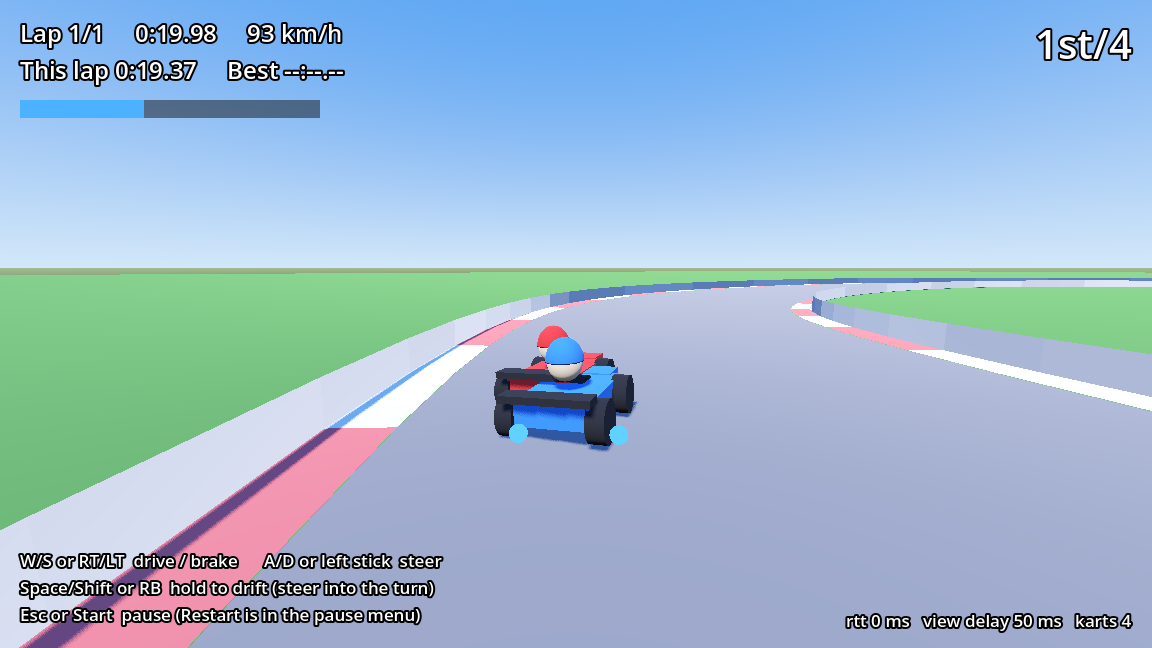 Lap 1/1 0:19.98 93 km/h
1st/4
This lap 0:19.37 Best --:--.--
W/S or RT/LT drive / brake A/D or left stick steer
Space/Shift or RB hold to drift (steer into the turn)
Esc or Start pause (Restart is in the pause menu)
rtt 0 ms view delay 50 ms karts 4